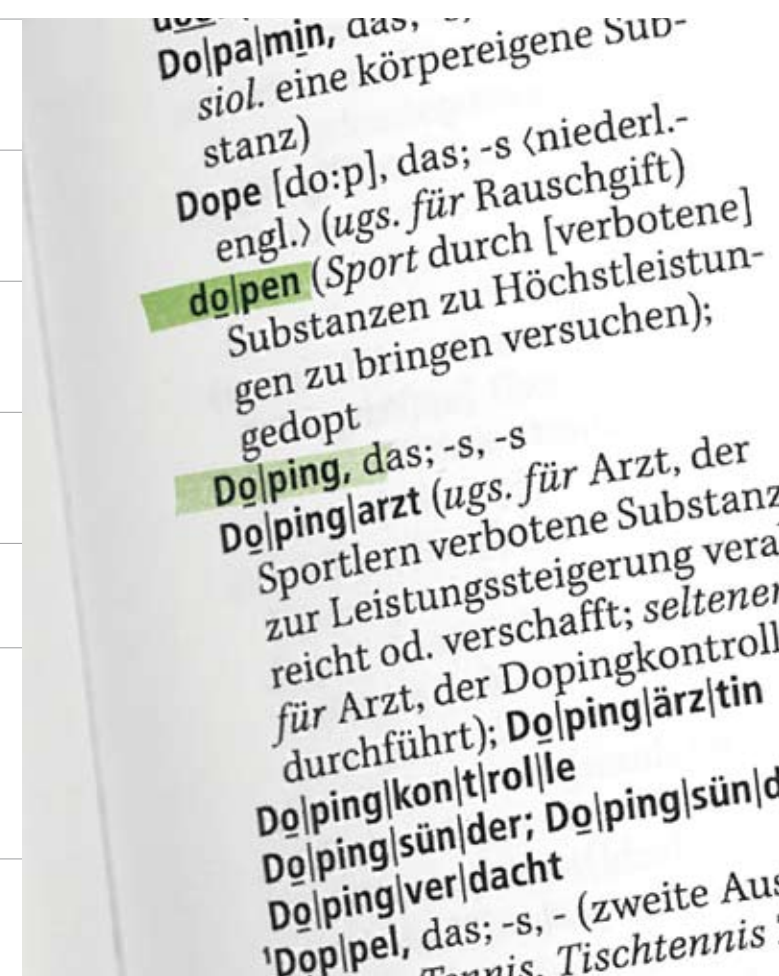 Do|pa|min, das;
siol. eine körpereigene Sub-
stanz)
Dope [do:p], das; -s ⟨niederl.-
engl.⟩ (ugs. für Rauschgift)
do|pen (Sport durch [verbotene]
Substanzen zu Höchstleistun-
gen zu bringen versuchen);
gedopt
Do|ping, das; -s, -s
Do|ping|arzt (ugs. für Arzt, der
Sportlern verbotene Substanz
zur Leistungssteigerung vera
reicht od. verschafft; seltener
für Arzt, der Dopingkontroll
durchführt); Do|ping|ärz|tin
Do|ping|kon|t|rol|le
Do|ping|sün|der; Do|ping|sün|d
Do|ping|ver|dacht
¹Dop|pel, das; -s, - (zweite Aus
Tennis, Tischtennis